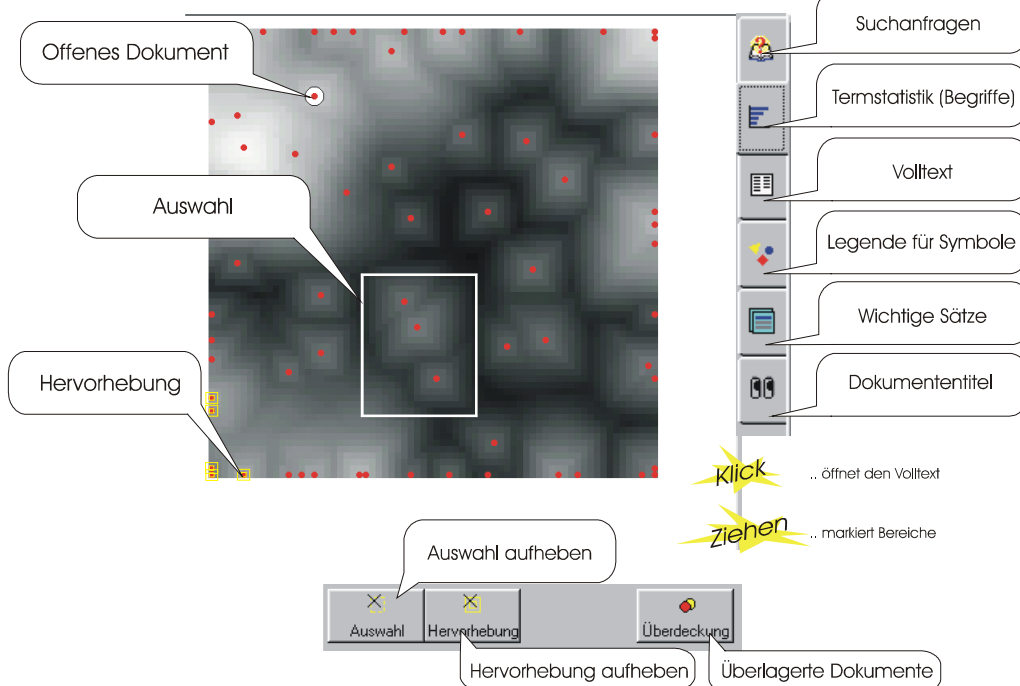 Offenes Dokument
Auswahl
Hervorhebung
Suchanfragen
Termstatistik (Begriffe)
Volltext
Legende für Symbole
Wichtige Sätze
Dokumententitel
Klick .. öffnet den Volltext
Ziehen .. markiert Bereiche
Auswahl aufheben
Auswahl Hervorhebung Überdeckung
Hervorhebung aufheben Überlagerte Dokumente